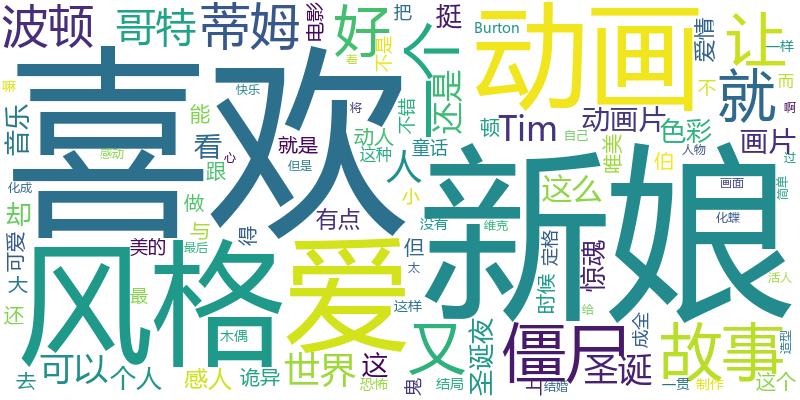 波顿
哥特
蒂姆
电影
好
把
挺
Burton
动画
爱情
让
一样
喜欢
不是
一个
还是
不
而
就
嘛
快乐
着
不错
音乐
能
看
将
顿
Tim
动画片
色彩
啊
感动
心
就是
动人
这种
童话
自己
画片
化成
跟
但是
人
唯美
伯
人物
过
却
做
小
这么
画面
简单
与
有点
没有
维克
化蝶
可爱
美的
最后
得
但
新娘
大
太
时候
定格
惊魂
活人
还
最
风格
爱
这样
给
木偶
又
圣诞夜
僵尸
成全
故事
造型
去
可以
个人
感人
诡异
世界
这
恐怖
鬼
结局
上
结婚
圣诞
一贯
制作
这个